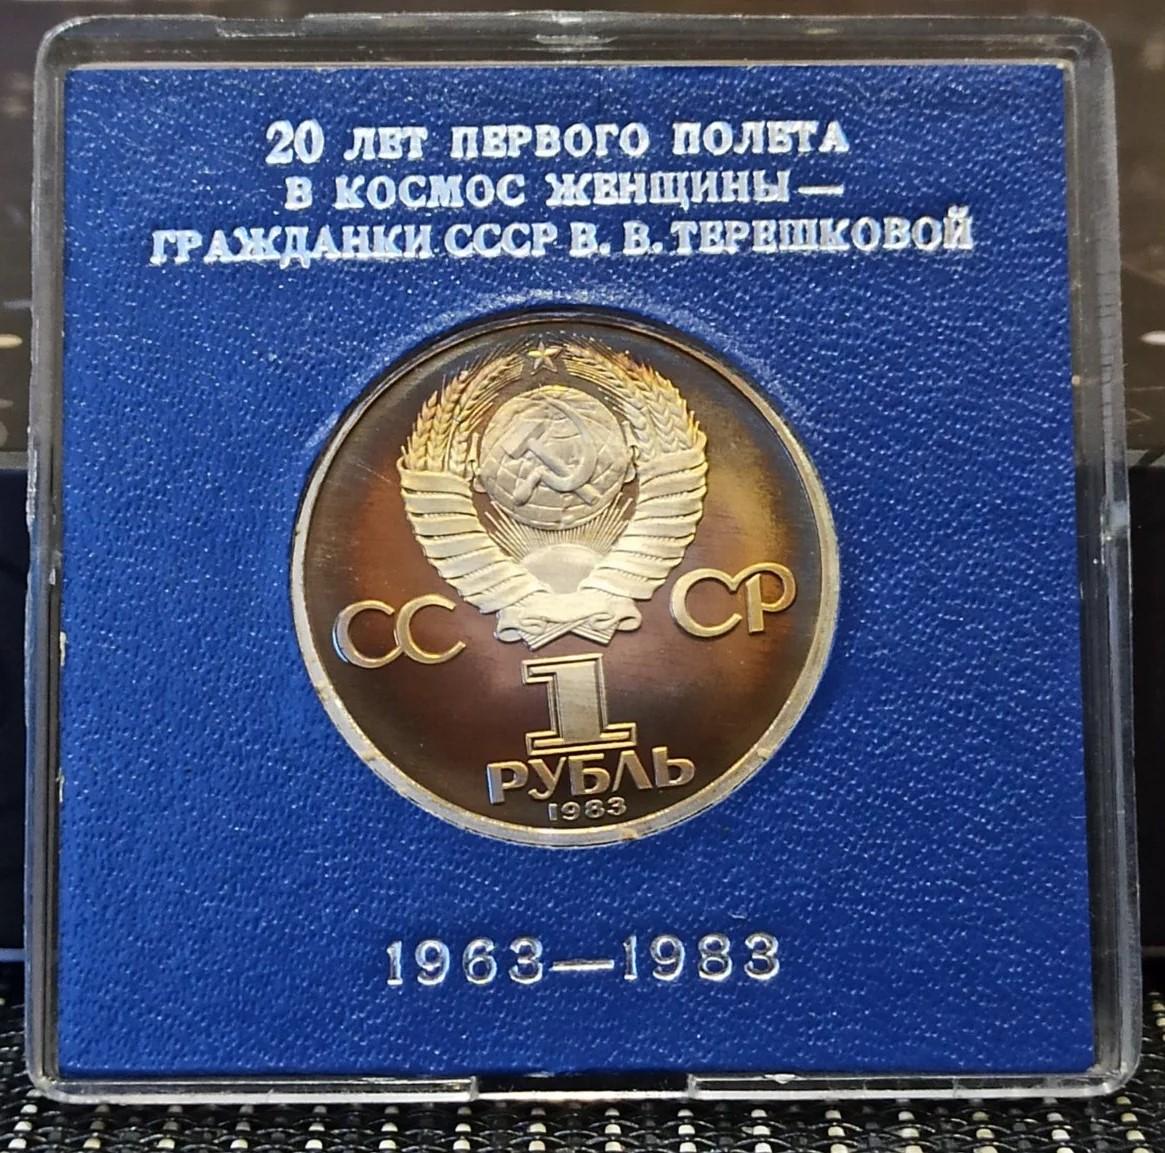 20 ЛЕТ ПЕРВОГО ПОЛЕТА
В КОСМОС ЖЕНЩИНЫ—
ГРАЖДАНКИ СССР В. В. ТЕРЕШКОВОЙ
СС СР
1
РУБЛЬ
1983
1963—1983